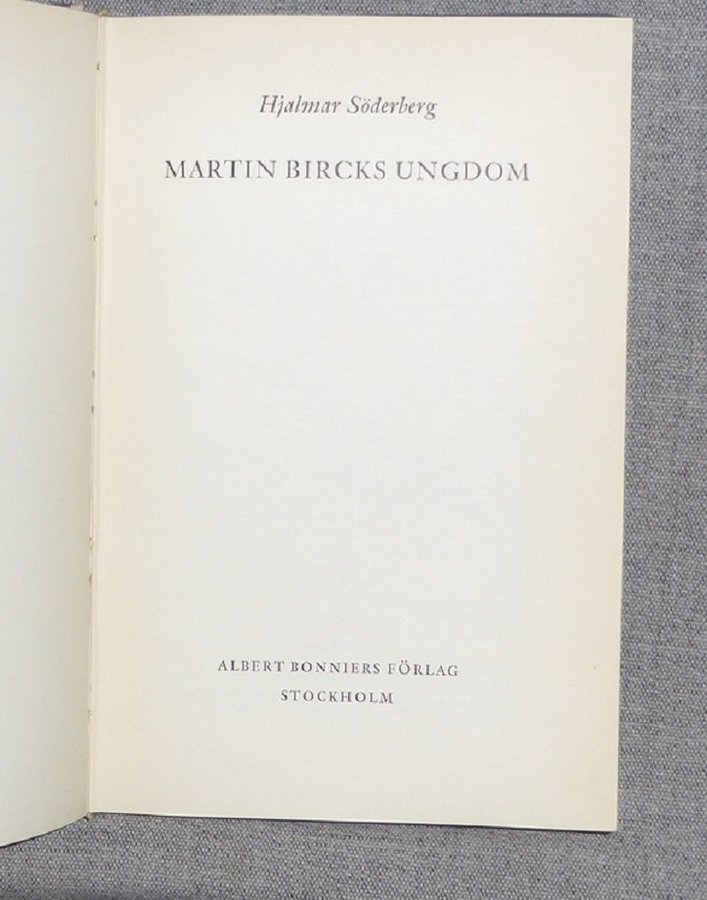 Hjalmar Söderberg
MARTIN BIRCKS UNGDOM
ALBERT BONNIERS FÖRLAG
STOCKHOLM